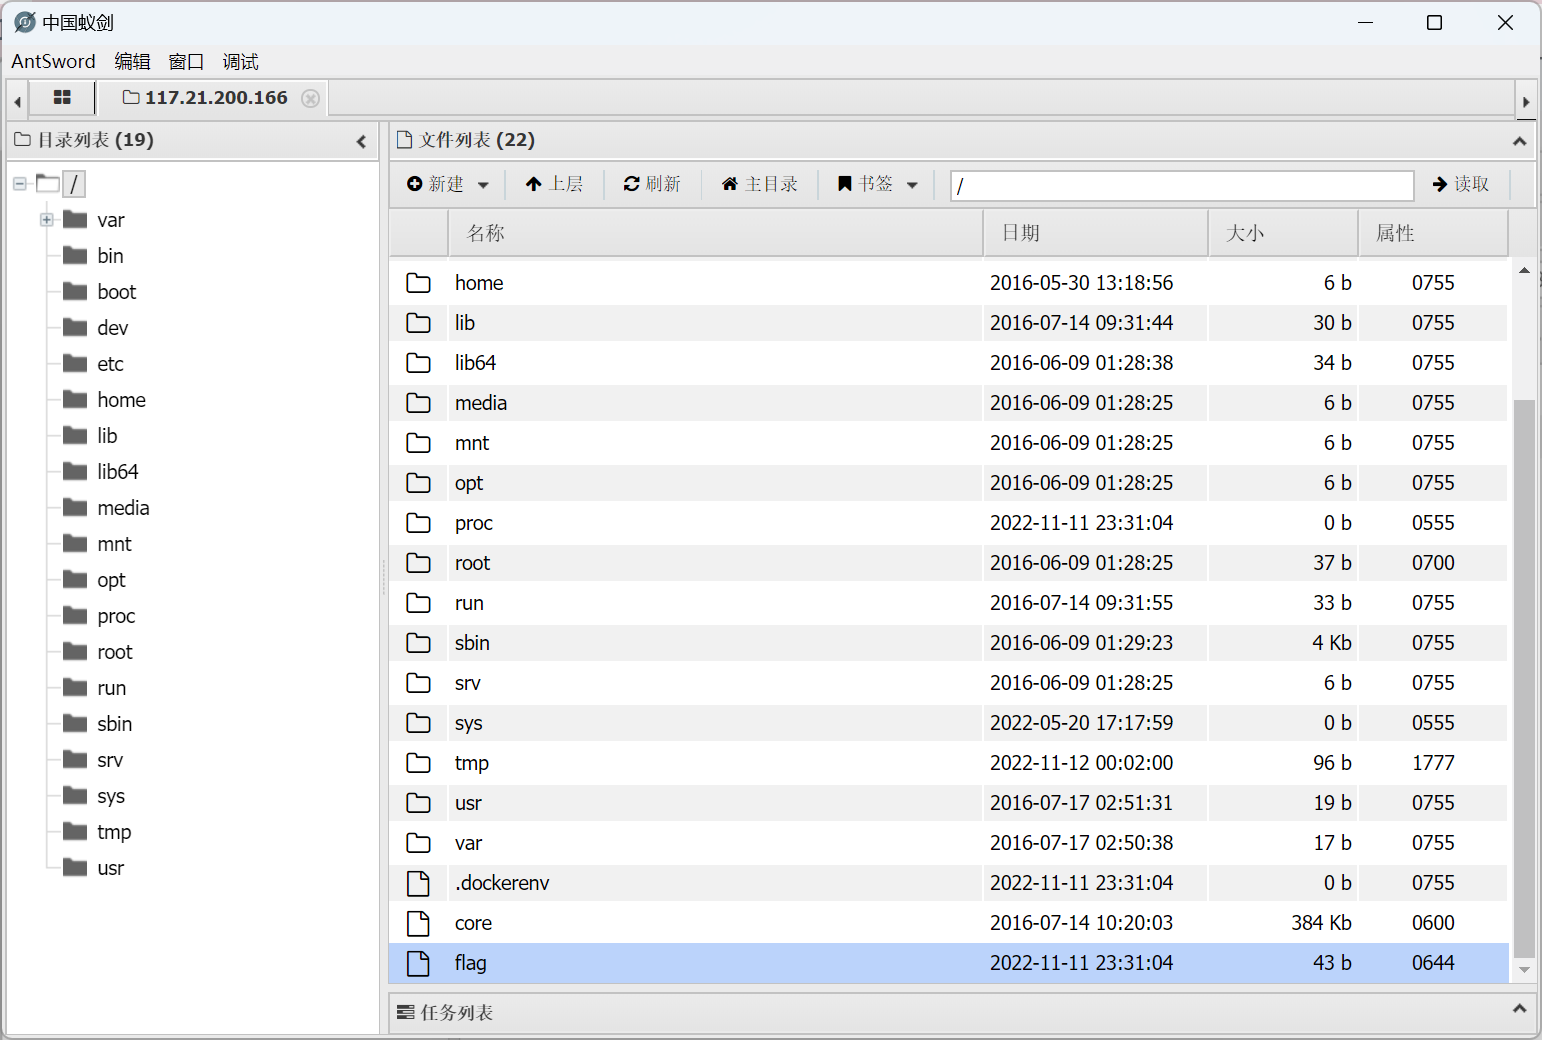 中国蚁剑
AntSword 编辑 窗口 调试
117.21.200.166
目录列表 (19)
/
var
bin
boot
dev
etc
home
lib
lib64
media
mnt
opt
proc
root
run
sbin
srv
sys
tmp
usr
文件列表 (22)
新建 上层 刷新 主目录 书签 / 读取
名称 日期 大小 属性
home 2016-05-30 13:18:56 6 b 0755
lib 2016-07-14 09:31:44 30 b 0755
lib64 2016-06-09 01:28:38 34 b 0755
media 2016-06-09 01:28:25 6 b 0755
mnt 2016-06-09 01:28:25 6 b 0755
opt 2016-06-09 01:28:25 6 b 0755
proc 2022-11-11 23:31:04 0 b 0555
root 2016-06-09 01:28:25 37 b 0700
run 2016-07-14 09:31:55 33 b 0755
sbin 2016-06-09 01:29:23 4 Kb 0755
srv 2016-06-09 01:28:25 6 b 0755
sys 2022-05-20 17:17:59 0 b 0555
tmp 2022-11-12 00:02:00 96 b 1777
usr 2016-07-17 02:51:31 19 b 0755
var 2016-07-17 02:50:38 17 b 0755
.dockerenv 2022-11-11 23:31:04 0 b 0755
core 2016-07-14 10:20:03 384 Kb 0600
flag 2022-11-11 23:31:04 43 b 0644
任务列表